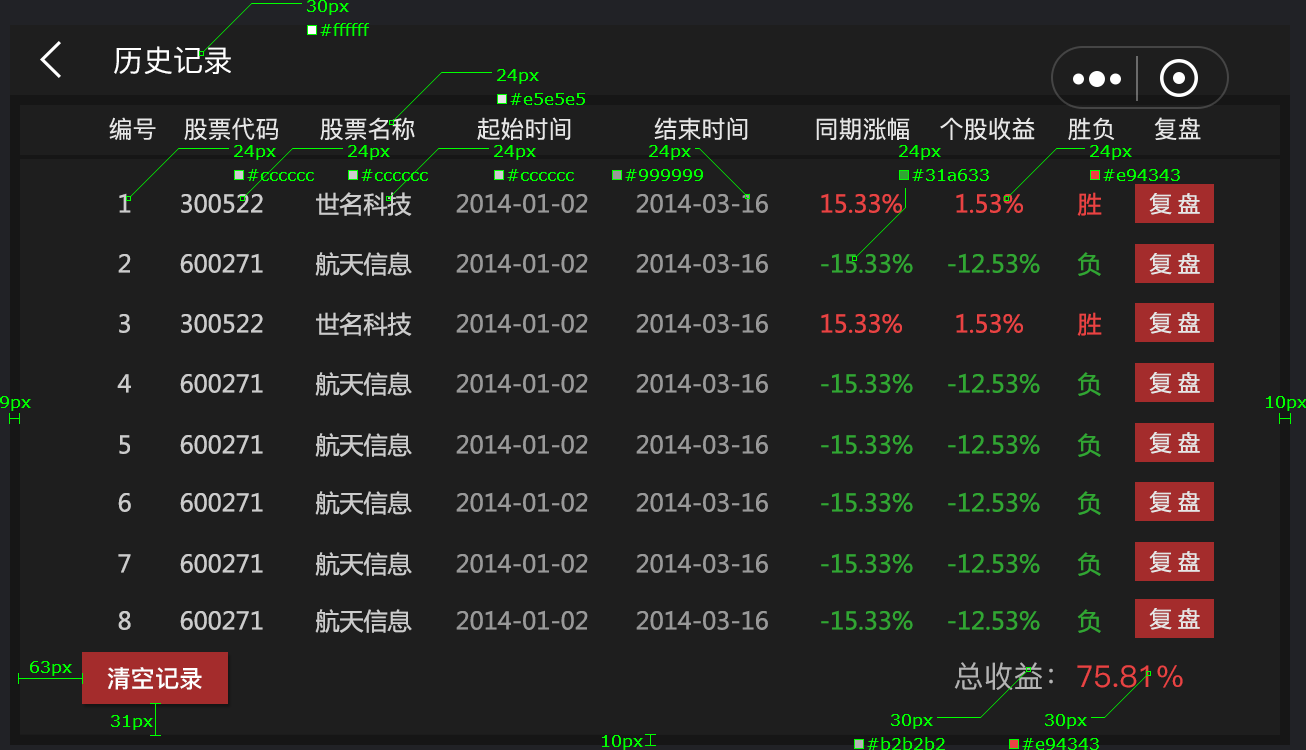 30px
#ffffff
历史记录
24px
#e5e5e5
编号 股票代码 股票名称 起始时间 结束时间 同期涨幅 个股收益 胜负 复盘
24px 24px 24px 24px 24px 24px
#cccccc #cccccc #cccccc #999999 #31a633 #e94343
1 300522 世名科技 2014-01-02 2014-03-16 15.33% 1.53% 胜 复盘
2 600271 航天信息 2014-01-02 2014-03-16 -15.33% -12.53% 负 复盘
3 300522 世名科技 2014-01-02 2014-03-16 15.33% 1.53% 胜 复盘
4 600271 航天信息 2014-01-02 2014-03-16 -15.33% -12.53% 负 复盘
9px 10px
5 600271 航天信息 2014-01-02 2014-03-16 -15.33% -12.53% 负 复盘
6 600271 航天信息 2014-01-02 2014-03-16 -15.33% -12.53% 负 复盘
7 600271 航天信息 2014-01-02 2014-03-16 -15.33% -12.53% 负 复盘
8 600271 航天信息 2014-01-02 2014-03-16 -15.33% -12.53% 负 复盘
63px 清空记录 总收益： 75.81%
31px 30px 30px
10px #b2b2b2 #e94343